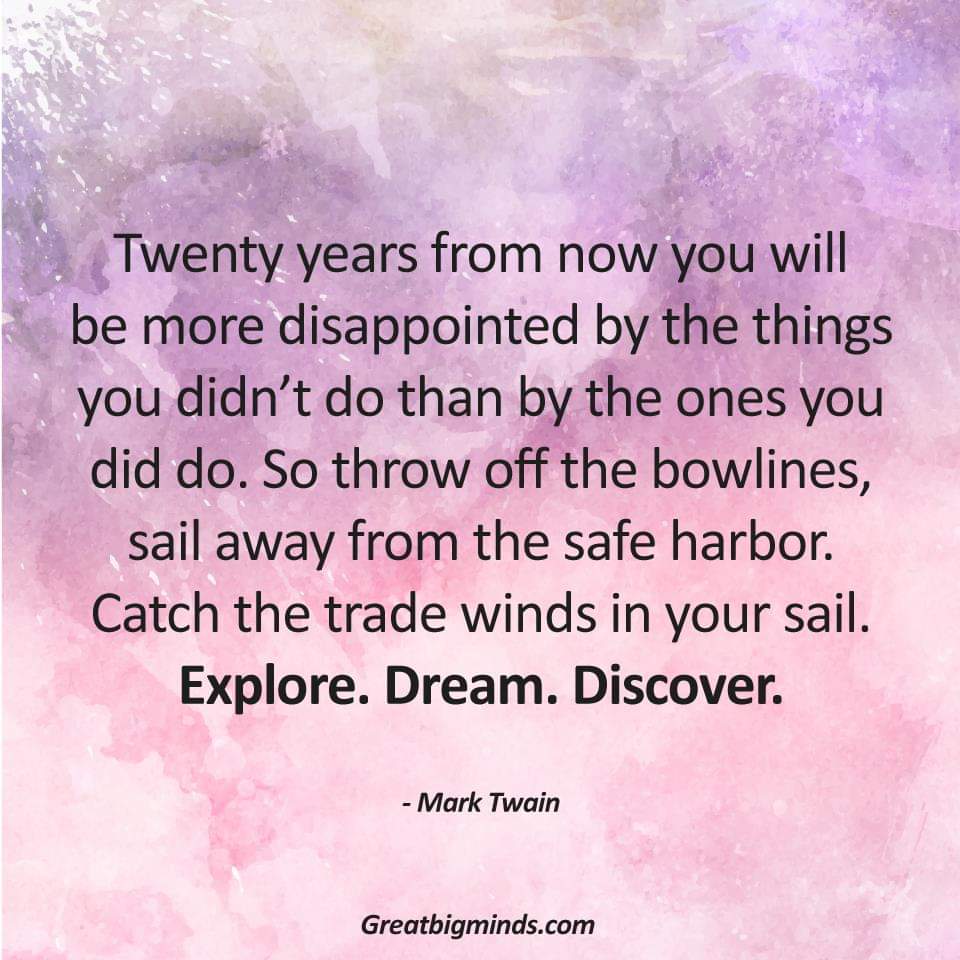 Twenty years from now you will
be more disappointed by the things
you didn’t do than by the ones you
did do. So throw off the bowlines,
sail away from the safe harbor.
Catch the trade winds in your sail.
Explore. Dream. Discover.
- Mark Twain
Greatbigminds.com